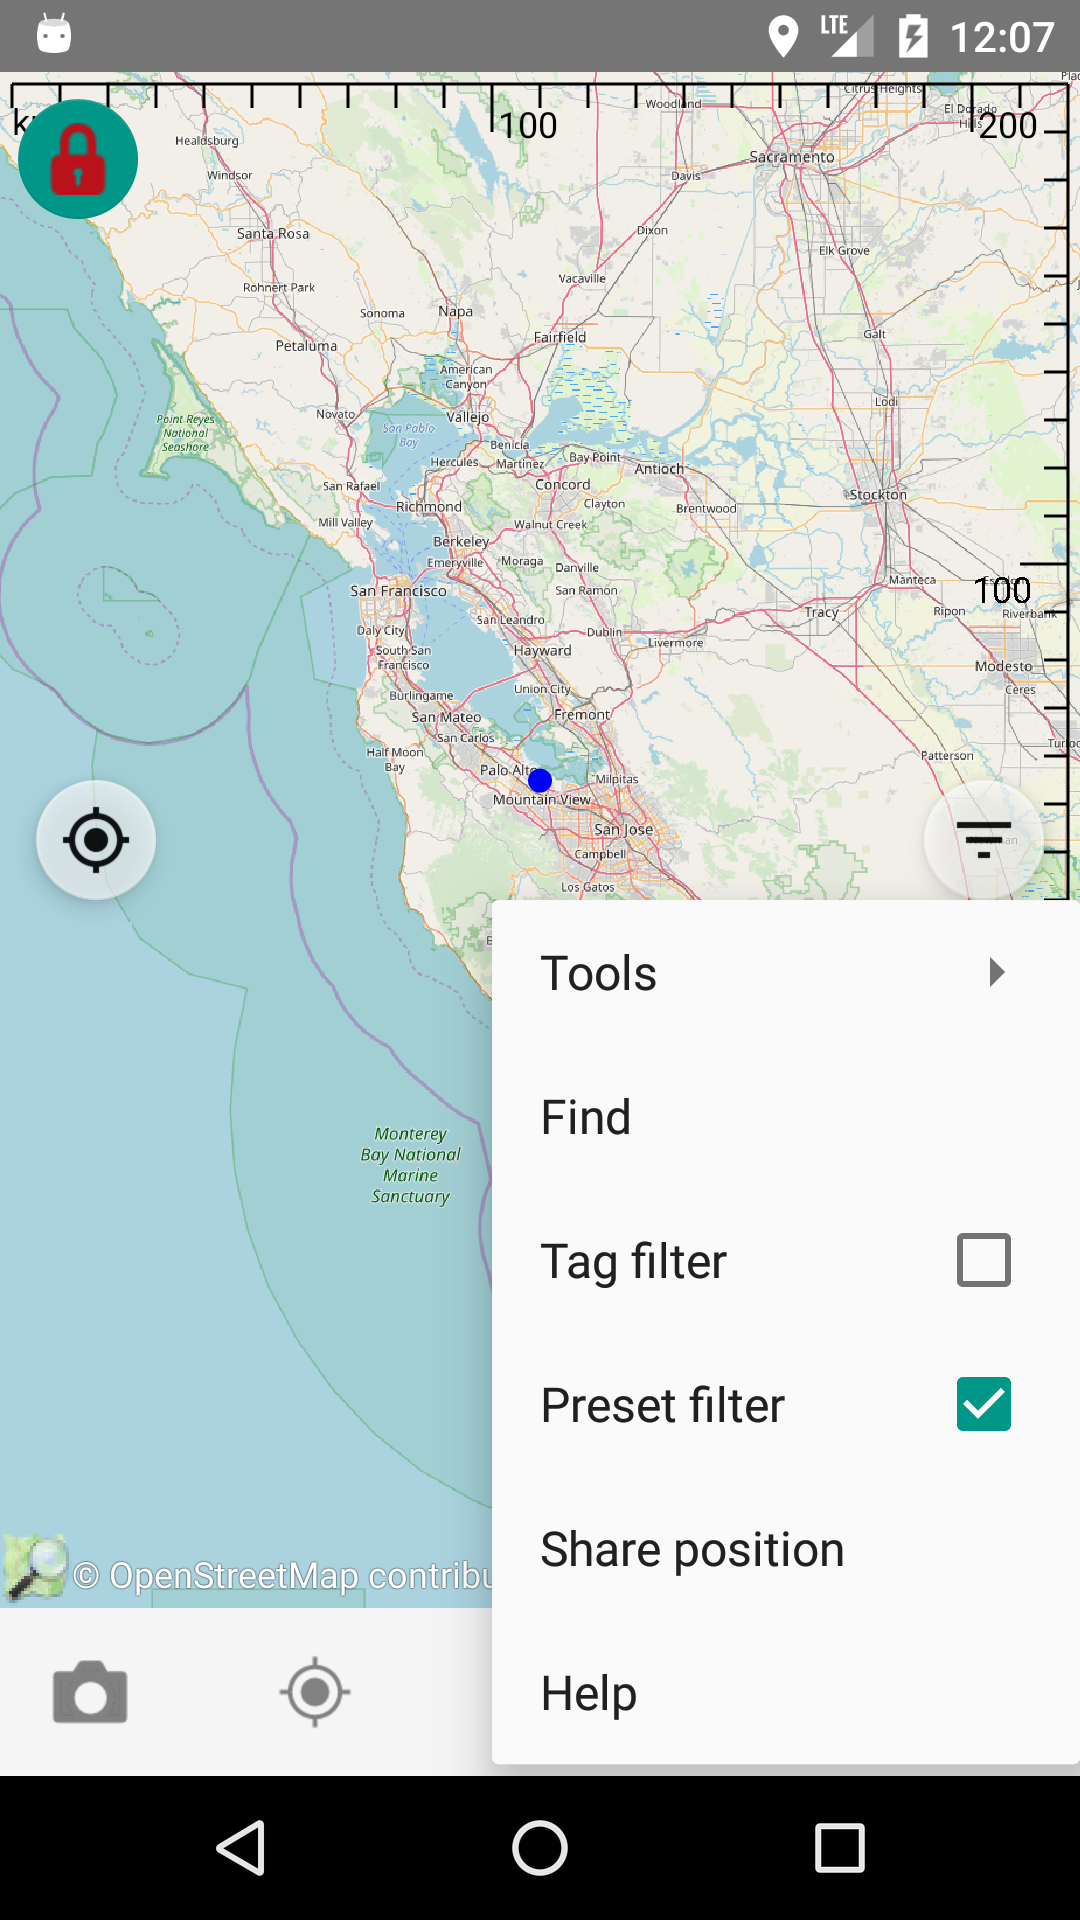 LTE 12:07
Citrus Heights
Woodland
El Dorado
Hills
100
200
Healdsburg
Sacramento
Windsor
Davis
Santa Rosa
Dixon
Elk Grove
Vacaville
Rohnert Park
Sonoma
Napa
Petaluma
Fairfield
Galt
American
Canyon
Lodi
Novato
Vallejo
Point Reyes
National
Seashore
San Pablo
Bay
Benicia
Hercules
Martinez
Bay Point
Antioch
San Rafael
Concord
Stockton
Richmond
Clayton
Brentwood
Mill Valley
Walnut Creek
Berkeley
Emeryville
Moraga
Danville
Manteca
San Francisco
San Ramon
100
Tracy
Ripon
Riverbank
San Leandro
Daly City
Dublin
Livermore
South San
Francisco
Hayward
Modesto
Burlingame
Union City
Ceres
San Mateo
Fremont
San Carlos
Half Moon
Bay
Patterson
Palo Alto
Milpitas
Mountain View
San Jose
Campbell
Los Gatos
Monterey
Bay National
Marine
Sanctuary
Tools
Find
Tag filter
Preset filter
Share position
Help
© OpenStreetMap contribu